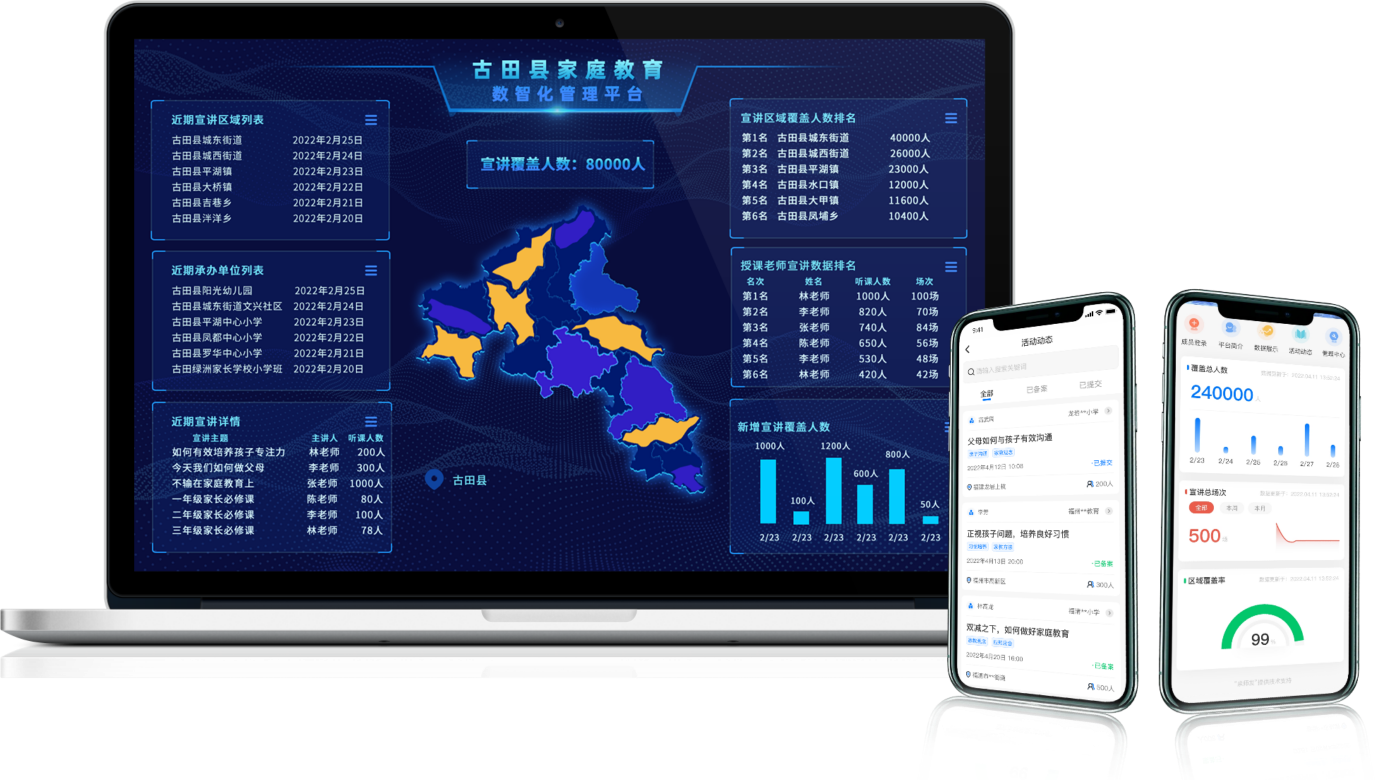 古田县家庭教育
数智化管理平台
宣讲覆盖人数：80000人
近期宣讲区域列表
古田县城东街道 2022年2月25日
古田县城西街道 2022年2月24日
古田县平湖镇 2022年2月23日
古田县大桥镇 2022年2月22日
古田县吉巷乡 2022年2月21日
古田县泮洋乡 2022年2月20日
近期承办单位列表
古田县阳光幼儿园 2022年2月25日
古田县城东街道文兴社区 2022年2月24日
古田县平湖中心小学 2022年2月23日
古田县凤都中心小学 2022年2月22日
古田县罗华中心小学 2022年2月21日
古田绿洲家长学校小学班 2022年2月20日
近期宣讲详情
宣讲主题 主讲人 听课人数
如何有效培养孩子专注力 林老师 200人
今天我们如何做父母 李老师 300人
不输在家庭教育上 张老师 1000人
一年级家长必修课 陈老师 80人
二年级家长必修课 李老师 100人
三年级家长必修课 林老师 78人
古田县
宣讲区域覆盖人数排名
第1名 古田县城东街道 40000人
第2名 古田县城西街道 26000人
第3名 古田县平湖镇 23000人
第4名 古田县水口镇 12000人
第5名 古田县大甲镇 11600人
第6名 古田县凤埔乡 10400人
授课老师宣讲数据排名
名次 姓名 听课人数 场次
第1名 林老师 1000人 100场
第2名 李老师 820人 70场
第3名 张老师 740人 84场
第4名 陈老师 650人 56场
第5名 李老师 530人 48场
第6名 林老师 420人 42场
新增宣讲覆盖人数
1000人 100人 1200人 600人 800人 50人
2/23 2/23 2/23 2/23 2/23 2/23
9:41
活动动态
全部 已备案 已提交
父母如何与孩子有效沟通
2022年4月12日 10:00
·已提交
200人
正视孩子问题，培养良好习惯
2022年4月13日 20:00
·已备案
300人
双减之下，如何做好家庭教育
2022年4月20日 16:00
·已备案
500人
成员登录 平台简介 数据展示 活动动态
覆盖总人数
240000
2/23 2/24 2/25 2/26 2/27 2/28
宣讲总场次
全部 本周 本月
500
区域覆盖率
99